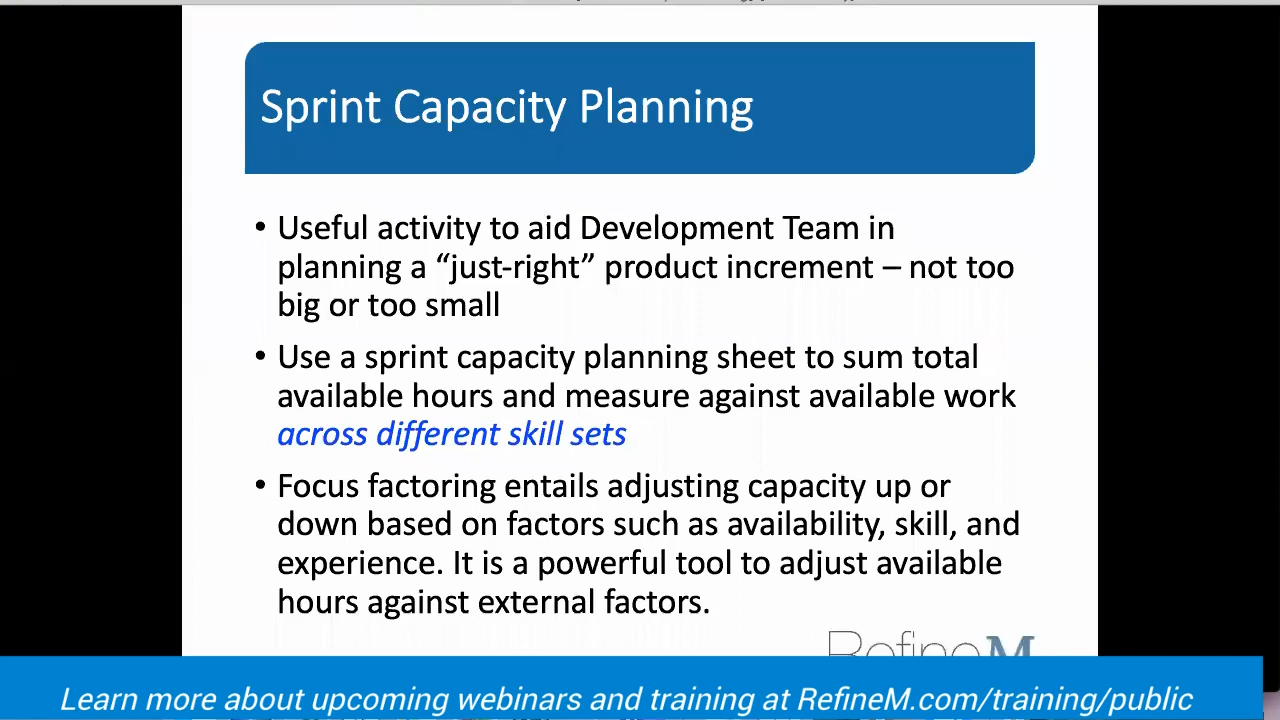 Sprint Capacity Planning
• Useful activity to aid Development Team in
planning a “just-right” product increment – not too
big or too small
• Use a sprint capacity planning sheet to sum total
available hours and measure against available work
across different skill sets
• Focus factoring entails adjusting capacity up or
down based on factors such as availability, skill, and
experience. It is a powerful tool to adjust available
hours against external factors.
RefineM
Learn more about upcoming webinars and training at RefineM.com/training/public